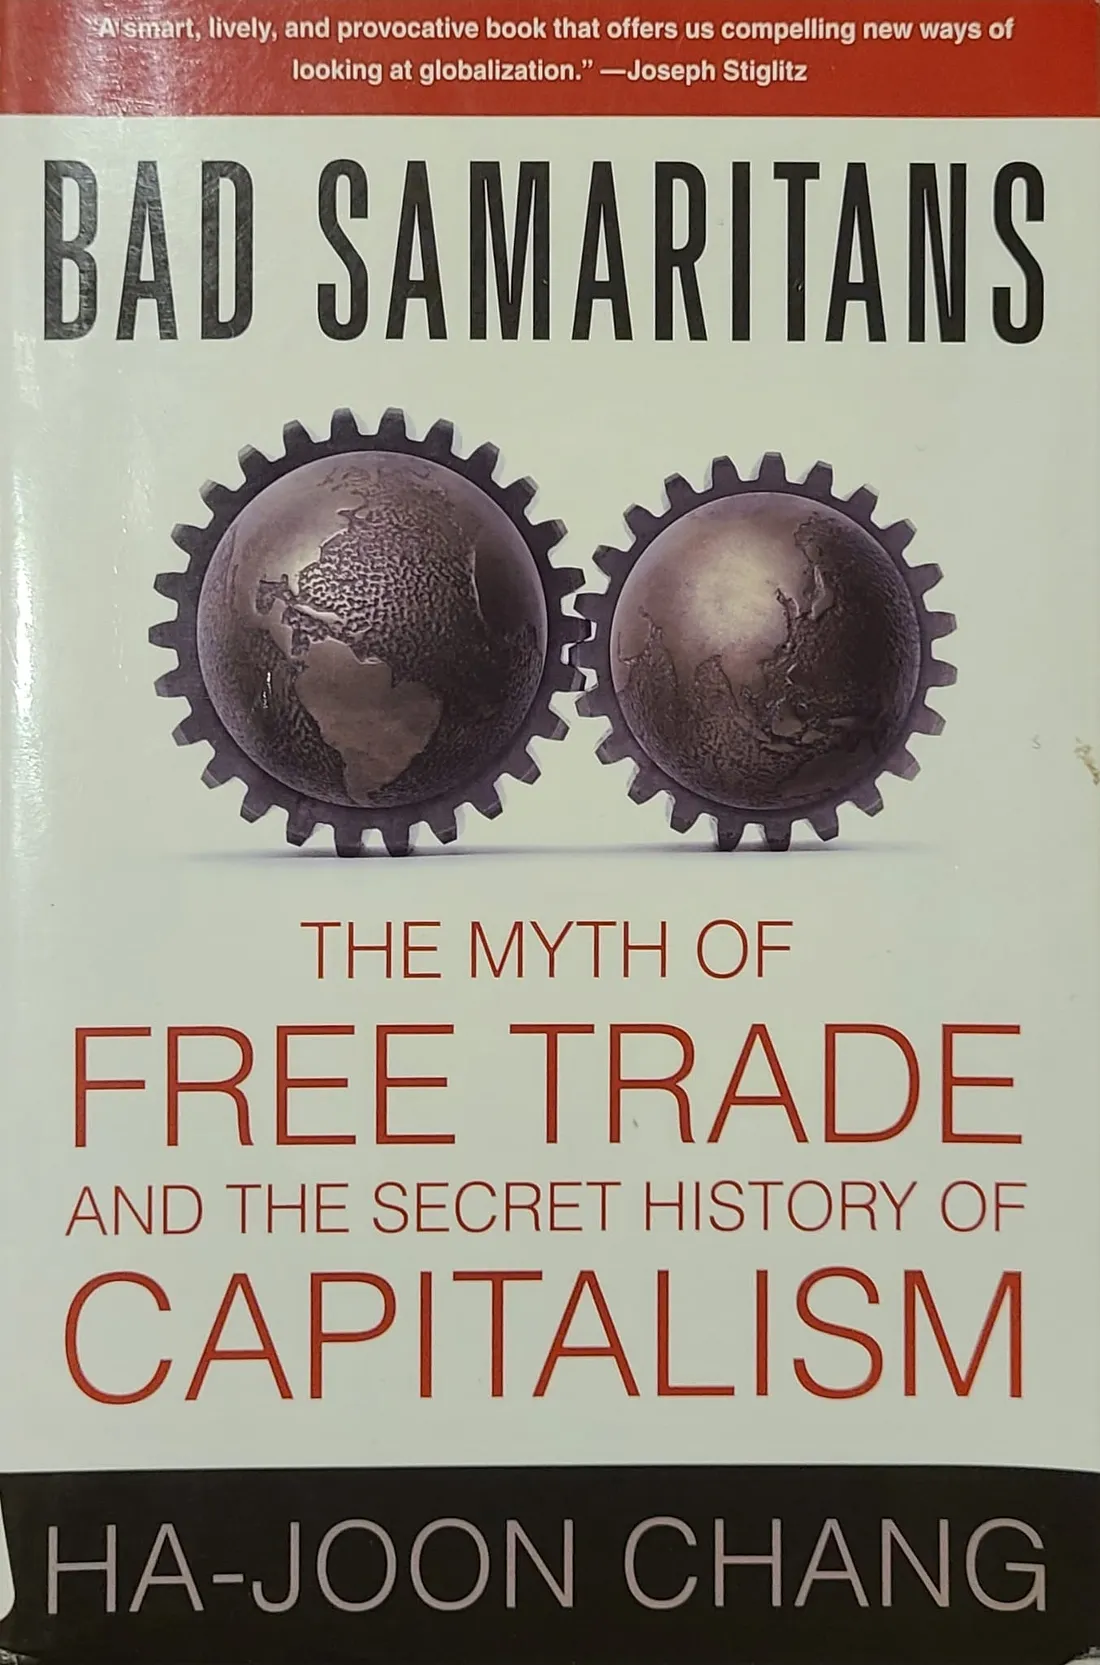 "A smart, lively, and provocative book that offers us compelling new ways of
looking at globalization." —Joseph Stiglitz
BAD SAMARITANS
THE MYTH OF
FREE TRADE
AND THE SECRET HISTORY OF
CAPITALISM
HA-JOON CHANG